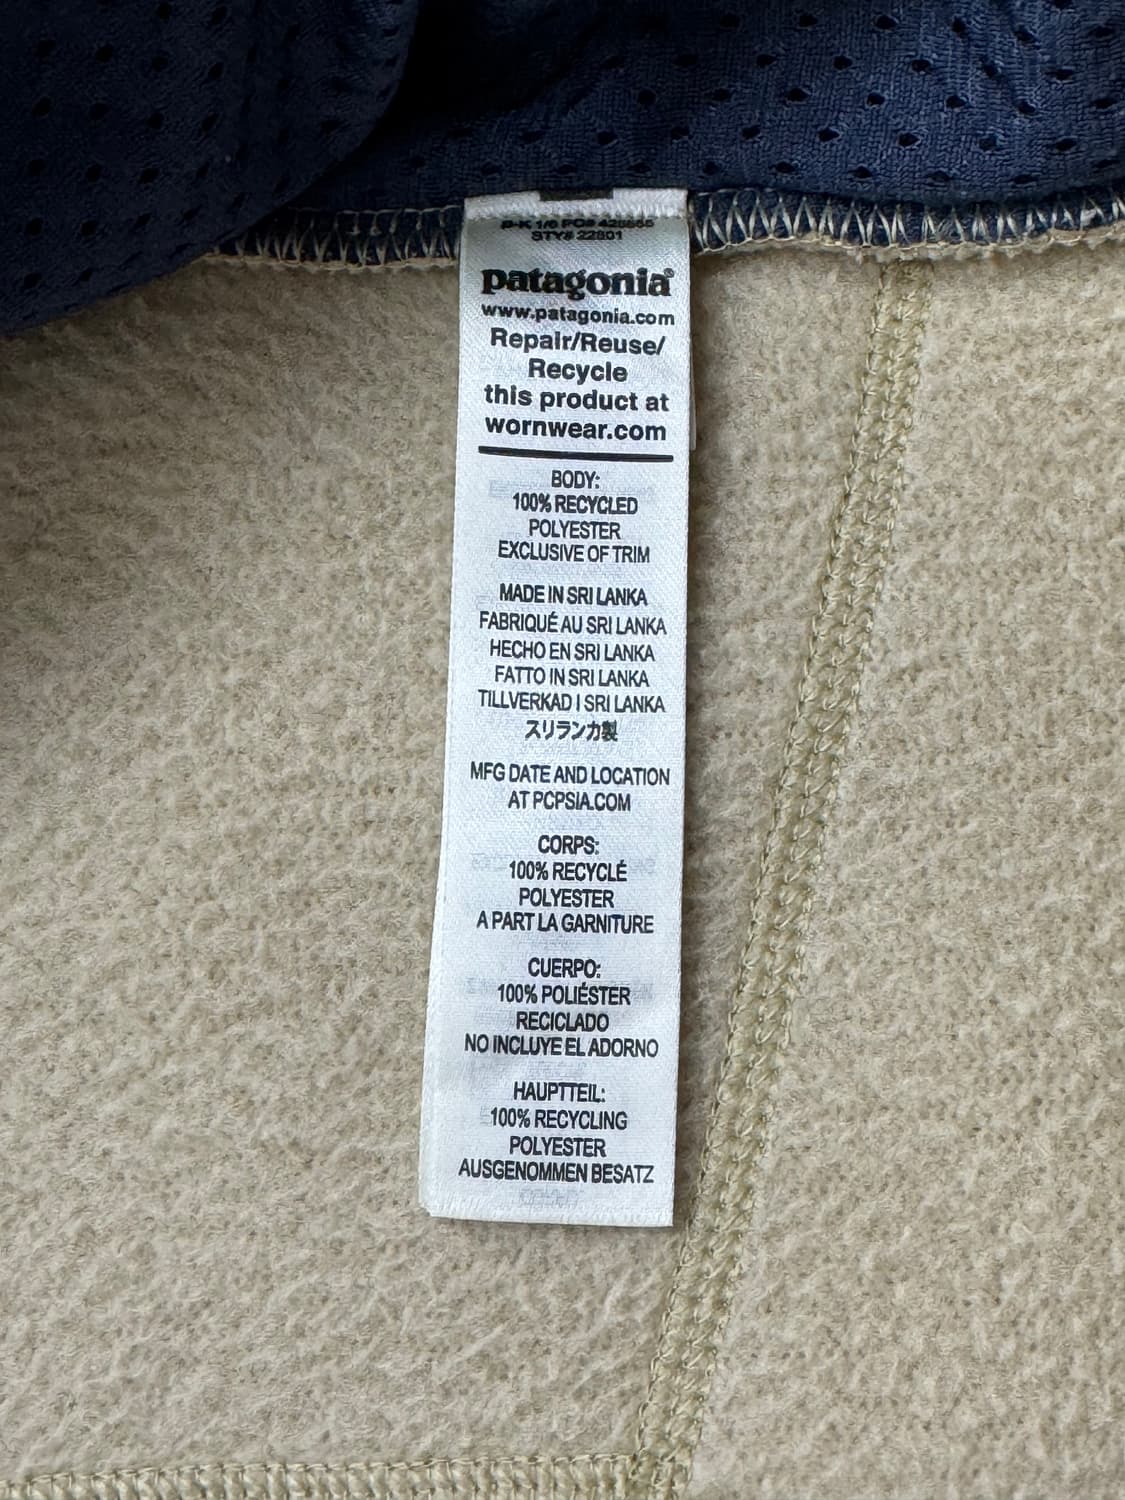 STY# 22801
patagonia®
www.patagonia.com
Repair/Reuse/
Recycle
this product at
wornwear.com
BODY:
100% RECYCLED
POLYESTER
EXCLUSIVE OF TRIM
MADE IN SRI LANKA
FABRIQUÉ AU SRI LANKA
HECHO EN SRI LANKA
FATTO IN SRI LANKA
TILLVERKAD I SRI LANKA
スリランカ製
MFG DATE AND LOCATION
AT PCPSIA.COM
CORPS:
100% RECYCLÉ
POLYESTER
A PART LA GARNITURE
CUERPO:
100% POLIÉSTER
RECICLADO
NO INCLUYE EL ADORNO
HAUPTTEIL:
100% RECYCLING
POLYESTER
AUSGENOMMEN BESATZ